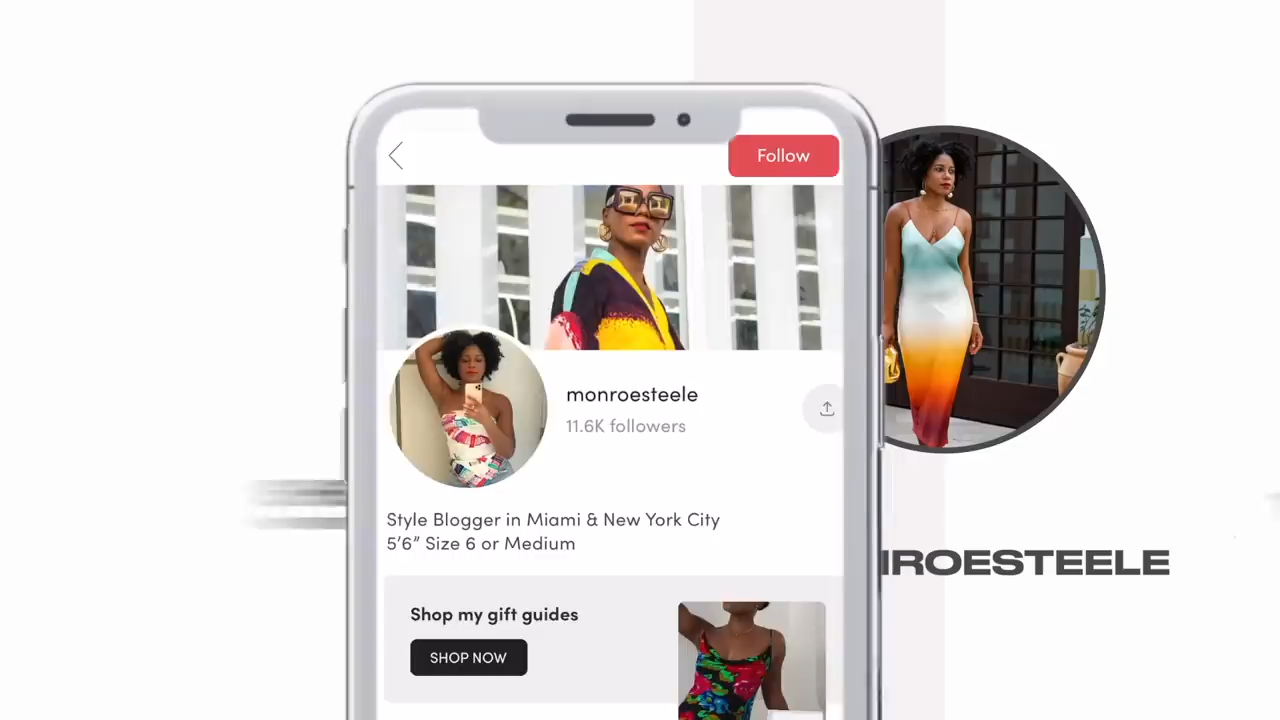 Follow
monroesteele
11.6K followers
Style Blogger in Miami & New York City
5’6” Size 6 or Medium
Shop my gift guides
SHOP NOW
ROESTEELE